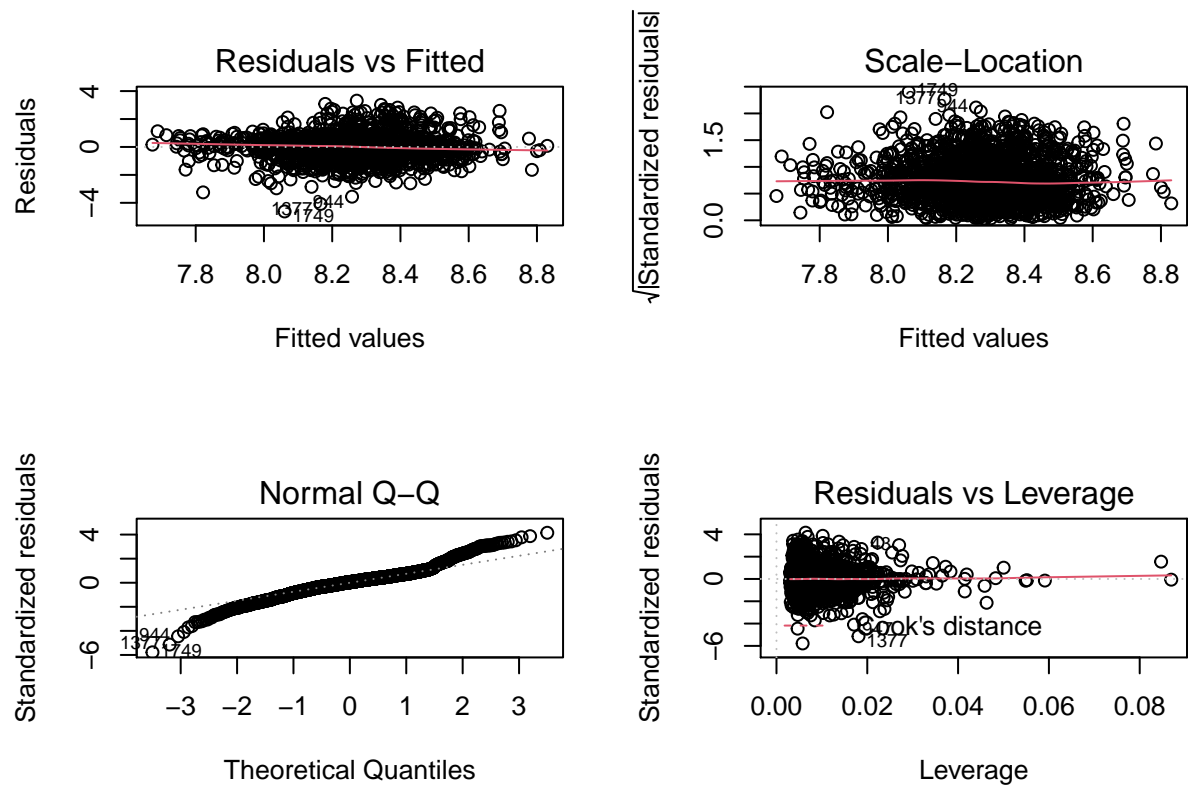 Residuals vs Fitted
Residuals
4
0
−4
1377
944
1749
7.8 8.0 8.2 8.4 8.6 8.8
Fitted values
Scale−Location
√|Standardized residuals|
1.5
0.0
1749
1377
944
7.8 8.0 8.2 8.4 8.6 8.8
Fitted values
Normal Q−Q
Standardized residuals
4
0
−6
944
1377
1749
−3 −2 −1 0 1 2 3
Theoretical Quantiles
Residuals vs Leverage
Standardized residuals
4
0
−6
Cook's distance
1377
0.00 0.02 0.04 0.06 0.08
Leverage